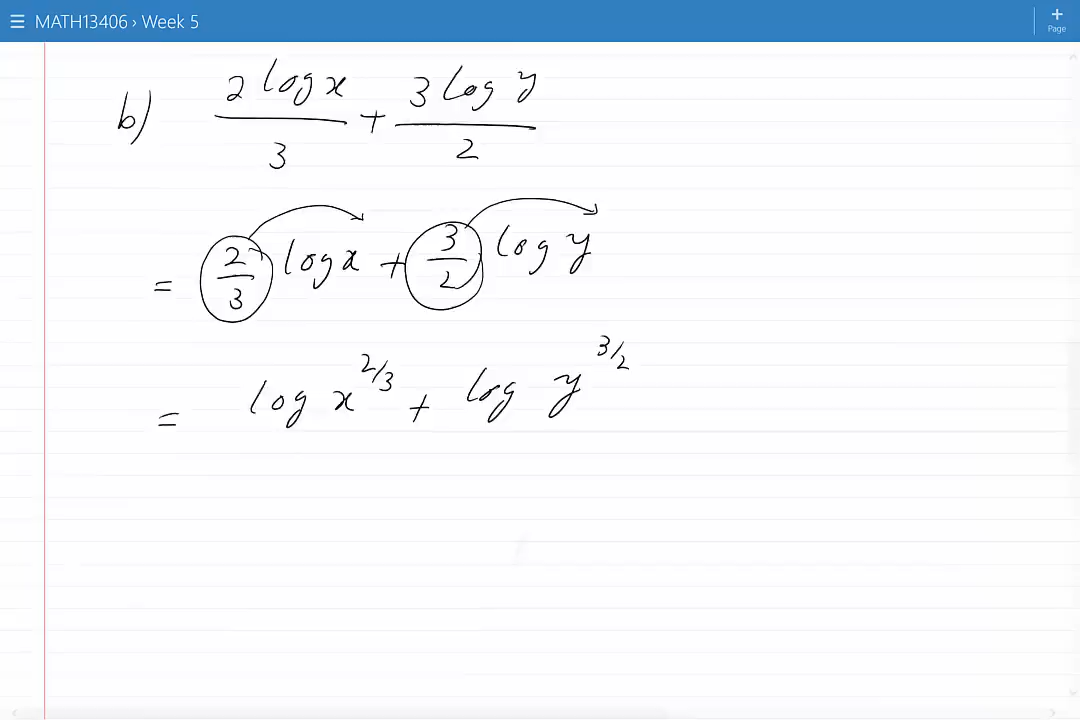 MATH13406 › Week 5
Page
b) 2 log x / 3 + 3 log y / 2
= 2/3 log x + 3/2 log y
= log x^2/3 + log y^3/2